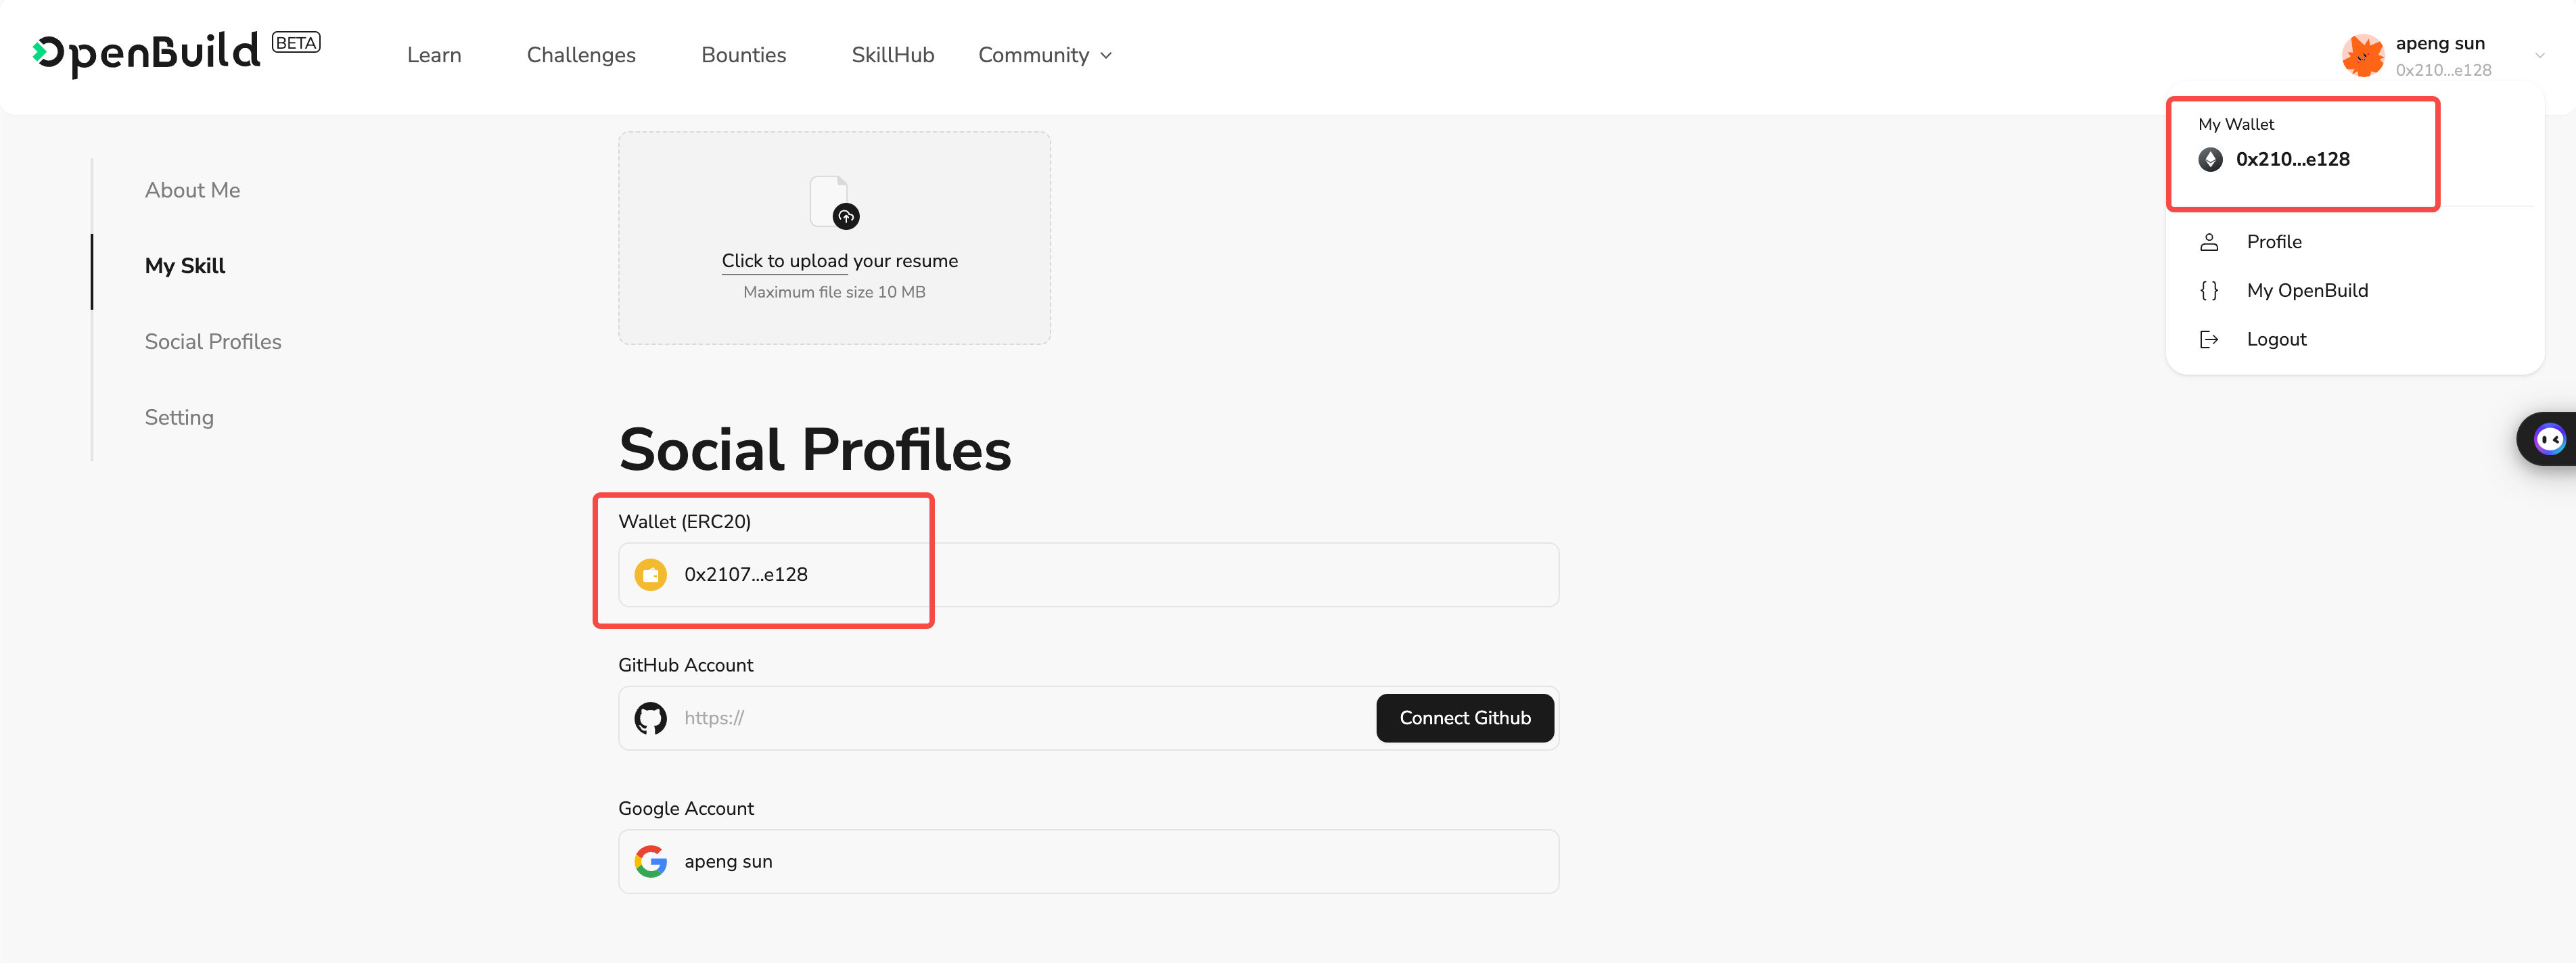 OpenBuild BETA
Learn
Challenges
Bounties
SkillHub
Community
apeng sun
0x210...e128
My Wallet
0x210...e128
Profile
My OpenBuild
Logout
About Me
My Skill
Social Profiles
Setting
Click to upload your resume
Maximum file size 10 MB
Social Profiles
Wallet (ERC20)
0x2107...e128
GitHub Account
https://
Connect Github
Google Account
apeng sun